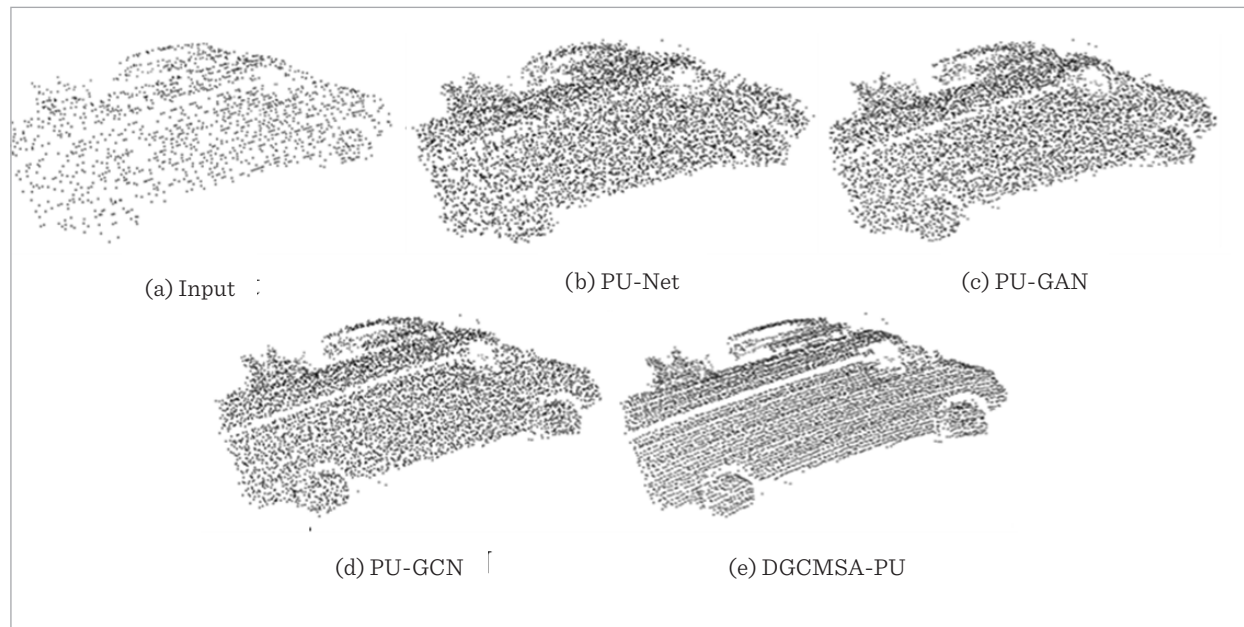 (a) Input
(b) PU-Net
(c) PU-GAN
(d) PU-GCN
(e) DGCMSA-PU